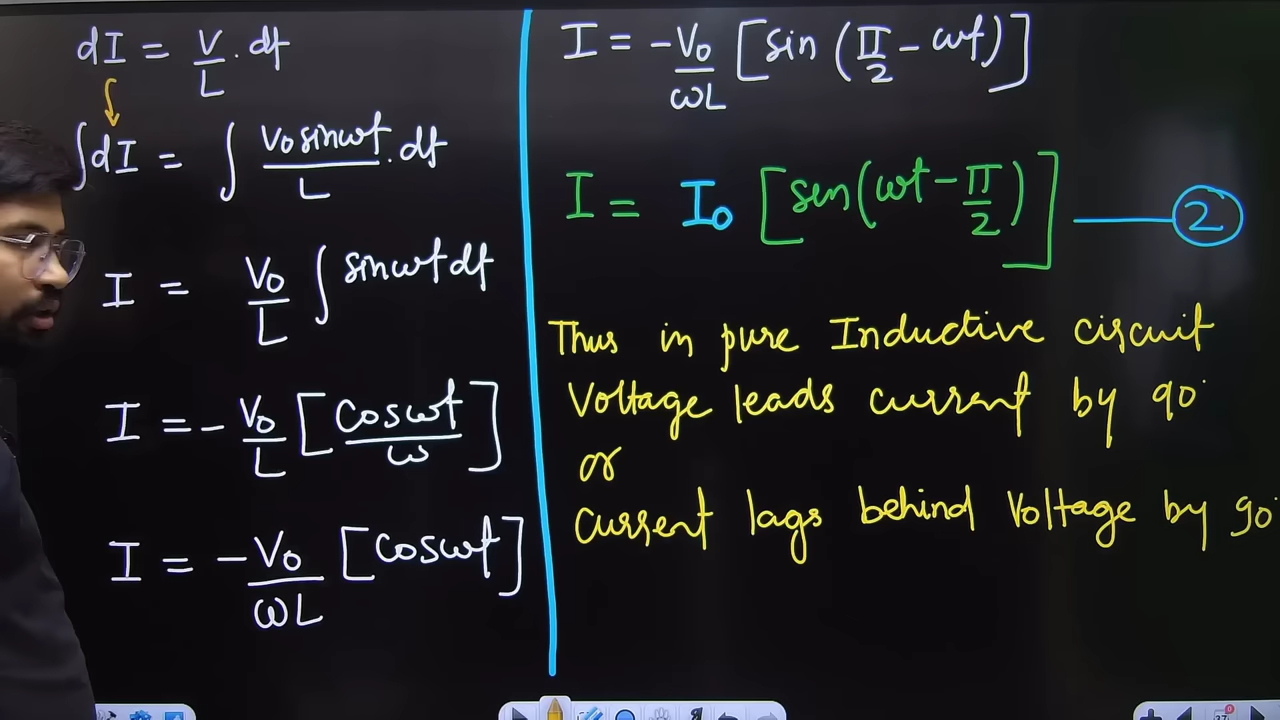 dI = V/L . dt
∫dI = ∫ V₀sinωt/L . dt
I = V₀/L ∫ sinωt dt
I = - V₀/L [cosωt/ω]
I = -V₀/ωL [cosωt]
I = -V₀/ωL [sin (π/2 - ωt)]
I = I₀ [sin(ωt - π/2)] — 2
Thus in pure Inductive circuit
Voltage leads current by 90°
or
Current lags behind Voltage by 90